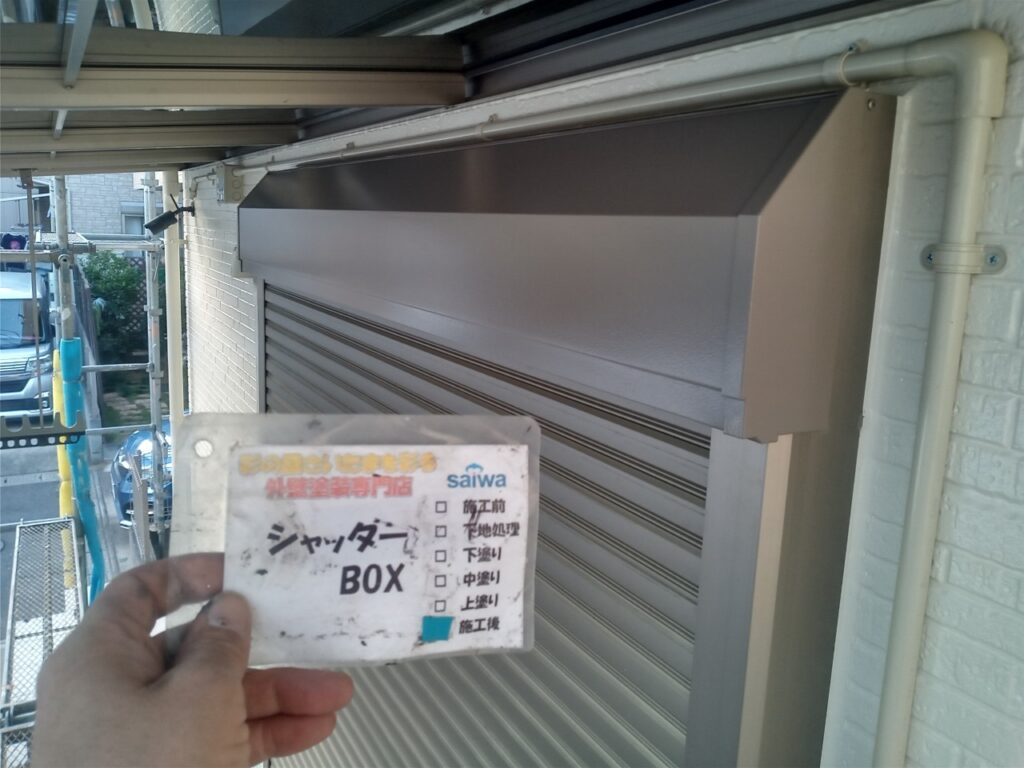 外壁塗装専門店
saiwa
シャッター
BOX
施工前
下地処理
下塗り
中塗り
上塗り
施工後